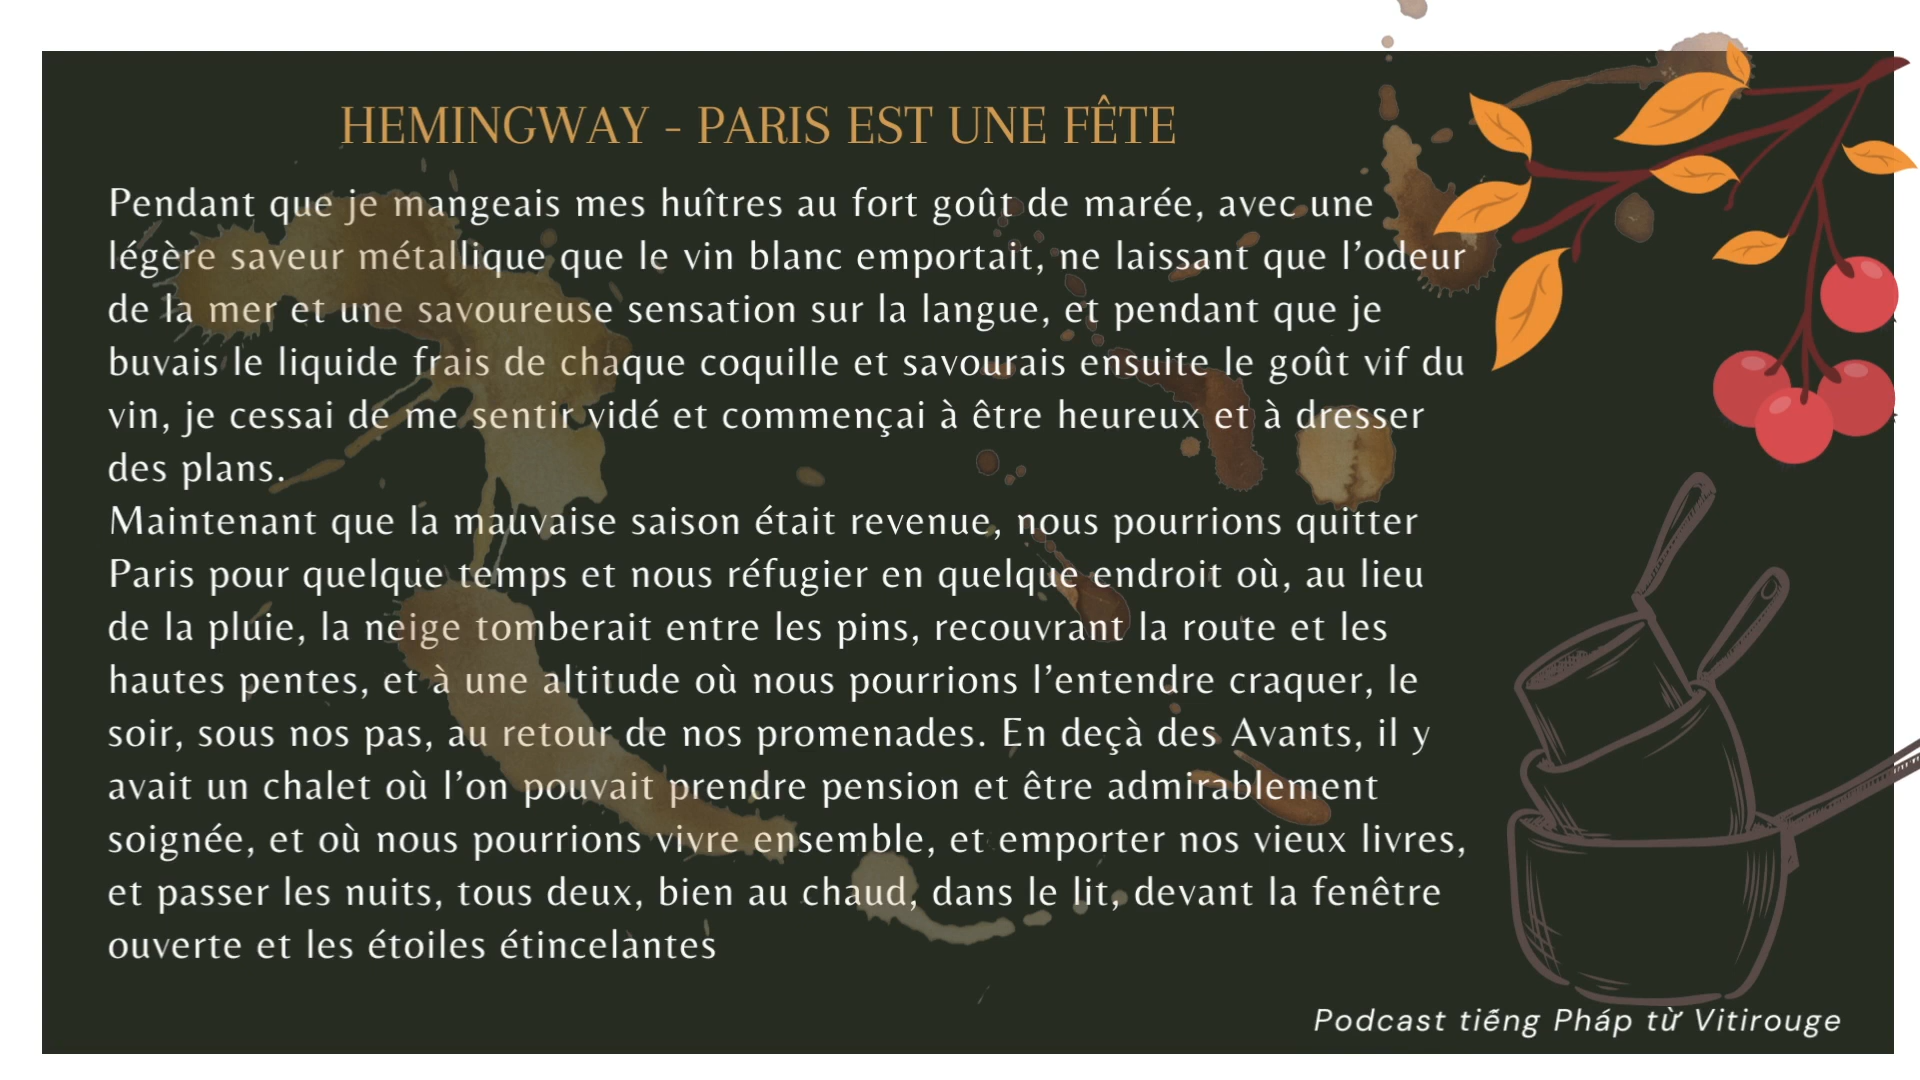 HEMINGWAY - PARIS EST UNE FÊTE
Pendant que je mangeais mes huîtres au fort goût de marée, avec une
légère saveur métallique que le vin blanc emportait, ne laissant que l’odeur
de la mer et une savoureuse sensation sur la langue, et pendant que je
buvais le liquide frais de chaque coquille et savourais ensuite le goût vif du
vin, je cessai de me sentir vidé et commençai à être heureux et à dresser
des plans.
Maintenant que la mauvaise saison était revenue, nous pourrions quitter
Paris pour quelque temps et nous réfugier en quelque endroit où, au lieu
de la pluie, la neige tomberait entre les pins, recouvrant la route et les
hautes pentes, et à une altitude où nous pourrions l’entendre craquer, le
soir, sous nos pas, au retour de nos promenades. En deçà des Avants, il y
avait un chalet où l’on pouvait prendre pension et être admirablement
soignée, et où nous pourrions vivre ensemble, et emporter nos vieux livres,
et passer les nuits, tous deux, bien au chaud, dans le lit, devant la fenêtre
ouverte et les étoiles étincelantes
Podcast tiếng Pháp từ Vitirouge